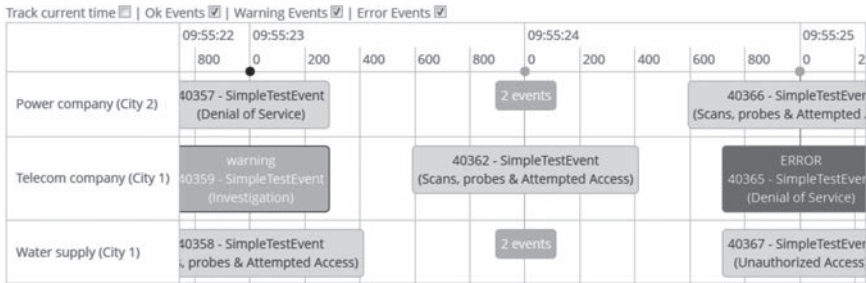 Track current time | Ok Events | Warning Events | Error Events
09:55:22 09:55:23 09:55:24 09:55:25
800 0 200 400 600 800 0 200 400 600 800 0 2
Power company (City 2)
40357 - SimpleTestEvent
(Denial of Service)
2 events
40366 - SimpleTestEver
(Scans, probes & Attempted
Telecom company (City 1)
warning
40359 - SimpleTestEvent
(Investigation)
40362 - SimpleTestEvent
(Scans, probes & Attempted Access)
ERROR
40365 - SimpleTestEver
(Denial of Service)
Water supply (City 1)
40358 - SimpleTestEvent
, probes & Attempted Access)
2 events
40367 - SimpleTestEver
(Unauthorized Access